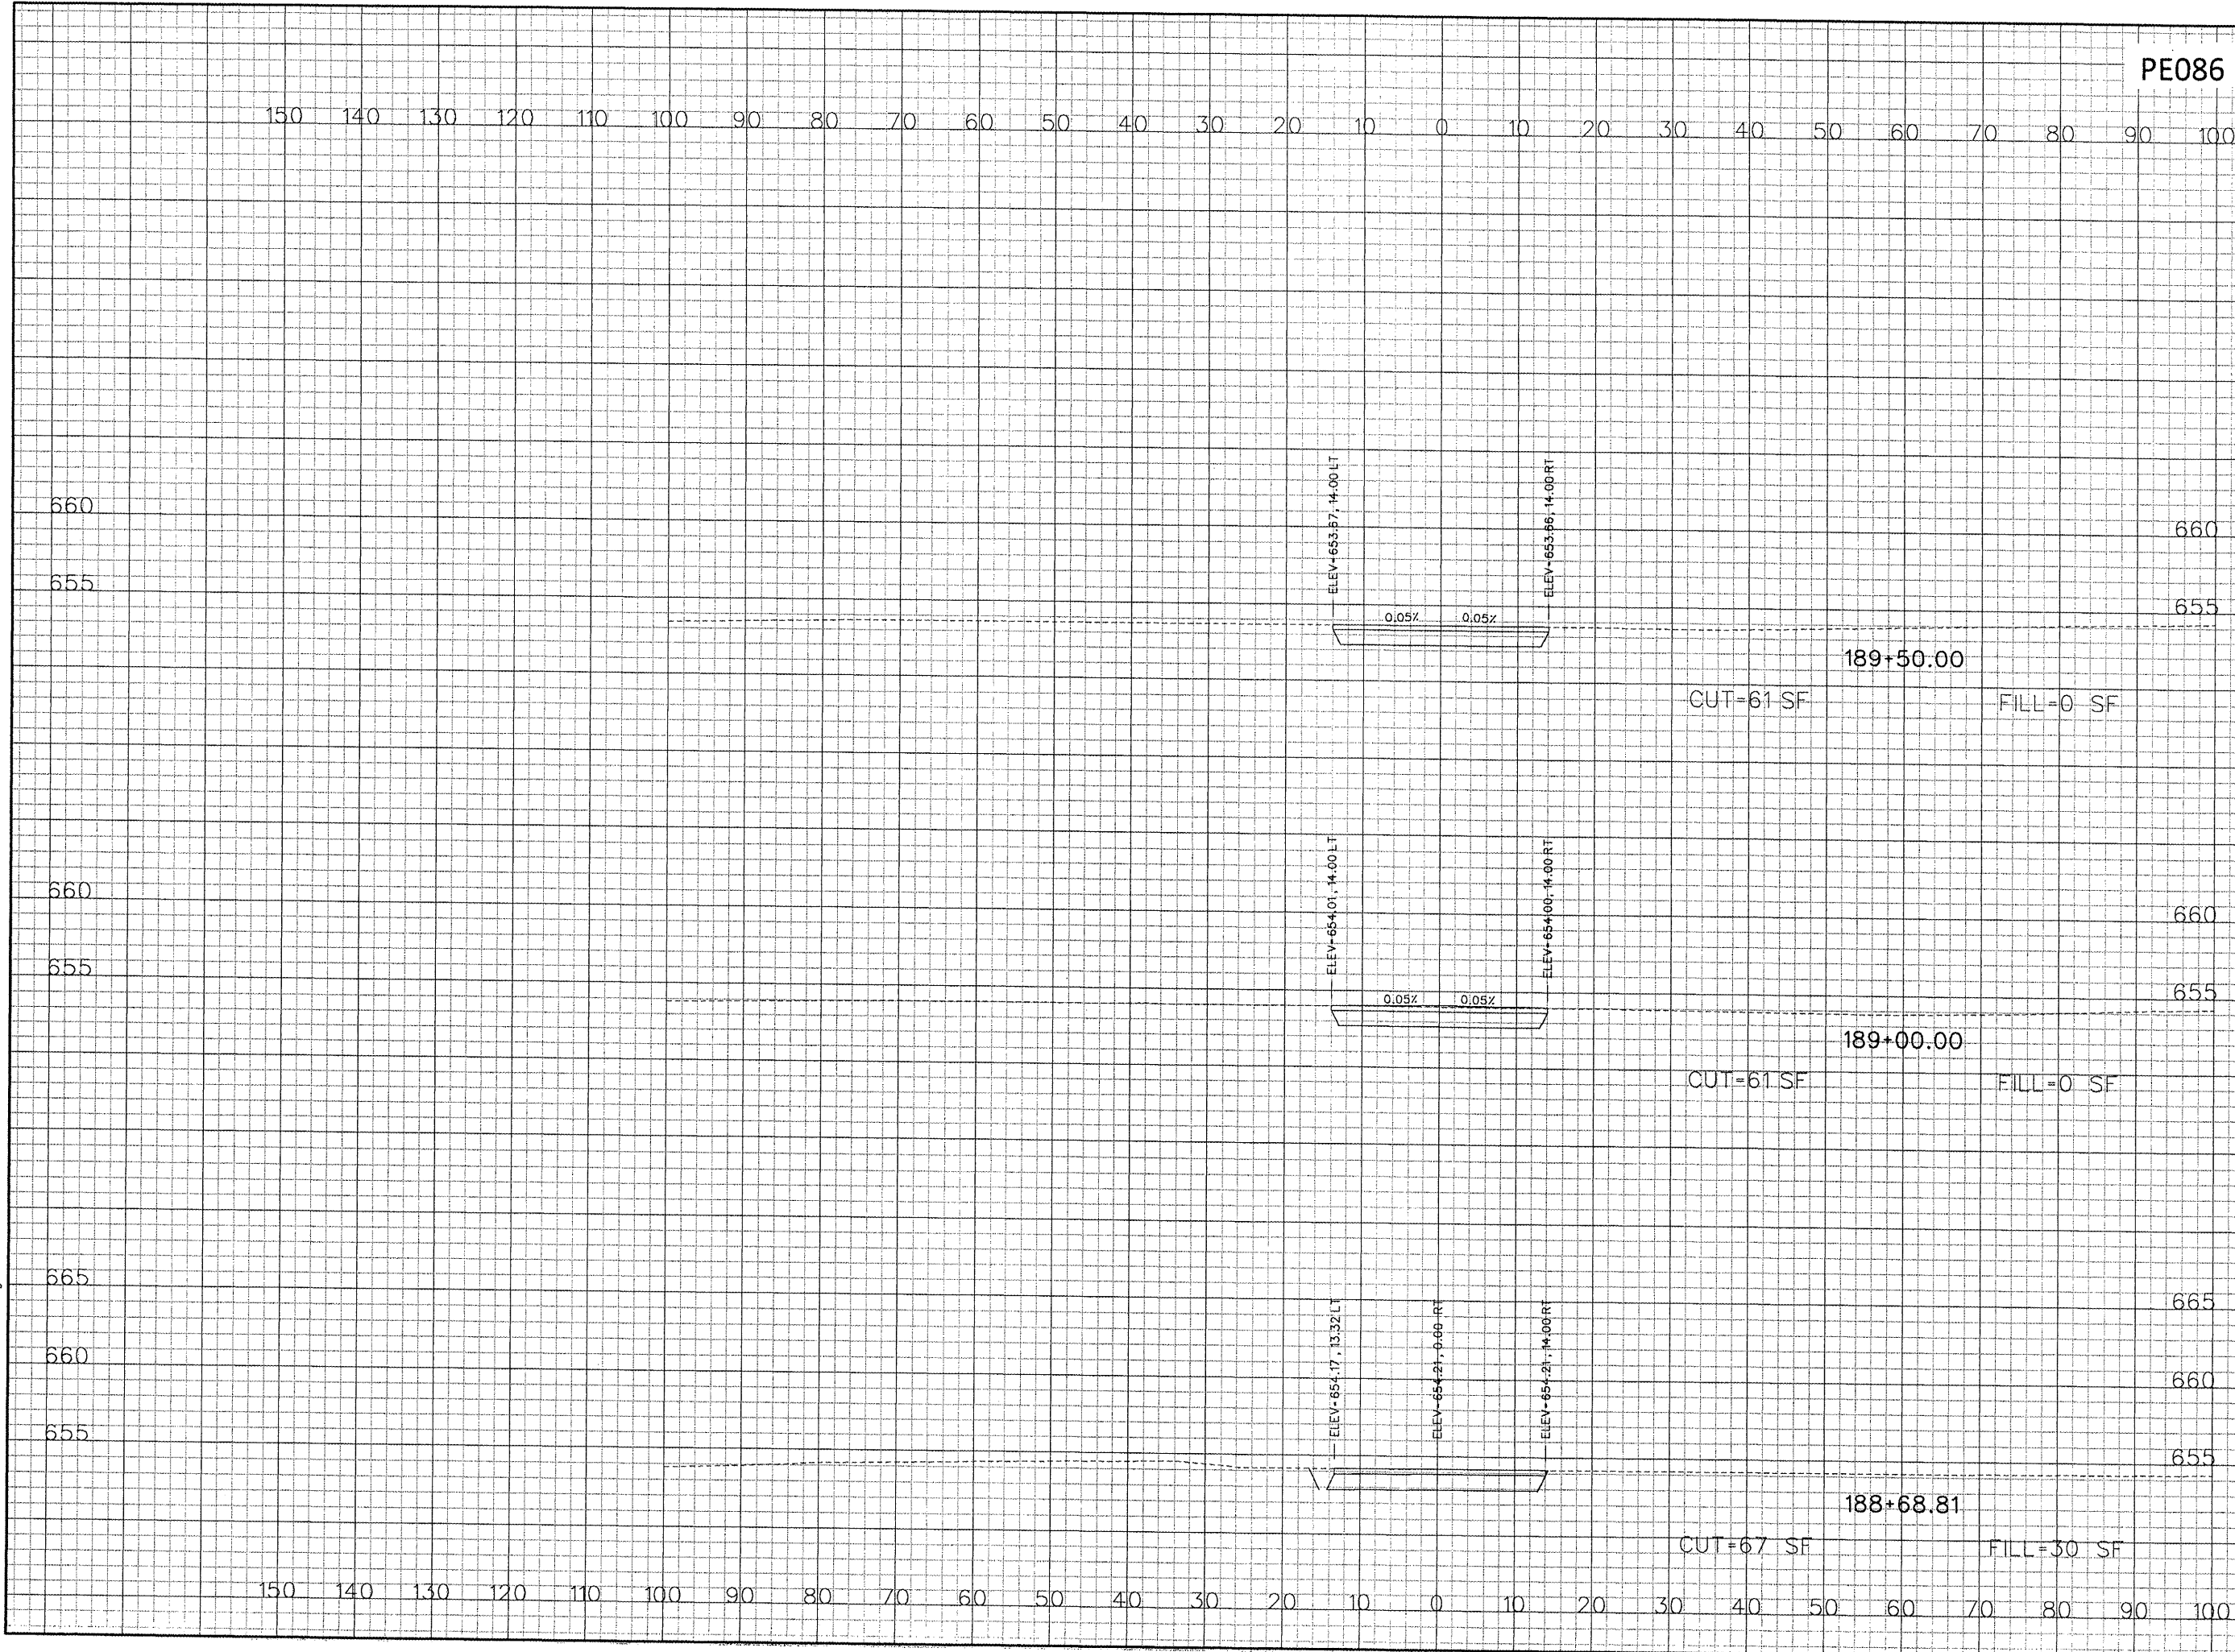 PE086
150 140 130 120 110 100 90 80 70 60 50 40 30 20 10 0 10 20 30 40 50 60 70 80 90 100
ELEV=653.67, 14.00 LT
ELEV=653.66, 14.00 RT
660 660
655 655
0.05% 0.05%
189+50.00
CUT=61 SF FILL=0 SF
ELEV=654.01, 14.00 LT
ELEV=654.00, 14.00 RT
660 660
655 655
0.05% 0.05%
189+00.00
CUT=61 SF FILL=0 SF
665 665
ELEV=654.17, 13.32 LT
ELEV=654.21, 0.00 RT
ELEV=654.21, 14.00 RT
660 660
655 655
188+68.81
CUT=67 SF FILL=30 SF
150 140 130 120 110 100 90 80 70 60 50 40 30 20 10 0 10 20 30 40 50 60 70 80 90 100